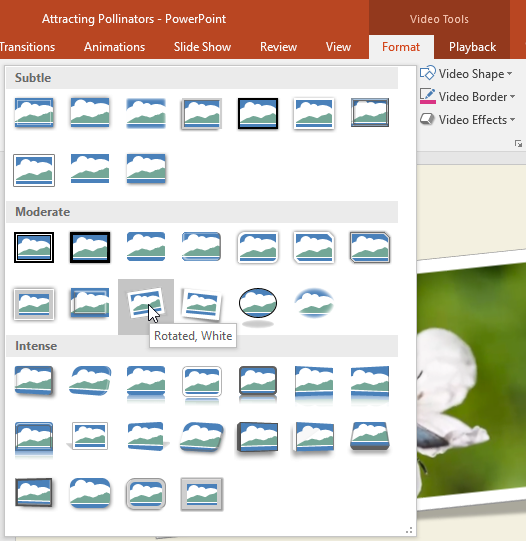 Attracting Pollinators - PowerPoint
Video Tools
Transitions Animations Slide Show Review View Format Playback
Subtle
Video Shape
Video Border
Video Effects
Moderate
Rotated, White
Intense